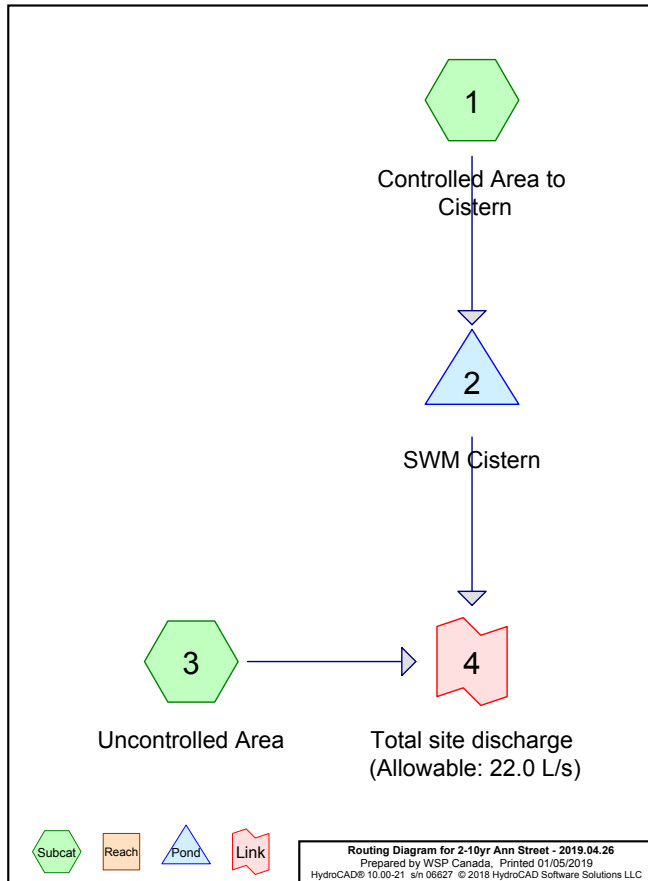 1
Controlled Area to
Cistern
2
SWM Cistern
3
Uncontrolled Area
4
Total site discharge
(Allowable: 22.0 L/s)
Subcat
Reach
Pond
Link
Routing Diagram for 2-10yr Ann Street - 2019.04.26
Prepared by WSP Canada, Printed 01/05/2019
HydroCAD® 10.00-21 s/n 06627 © 2018 HydroCAD Software Solutions LLC